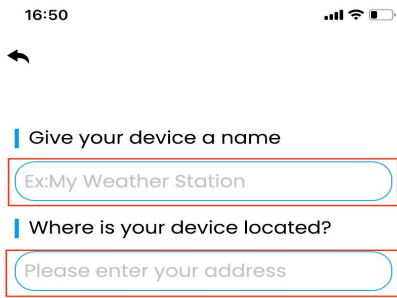 16:50
Give your device a name
Ex:My Weather Station
Where is your device located?
Please enter your address